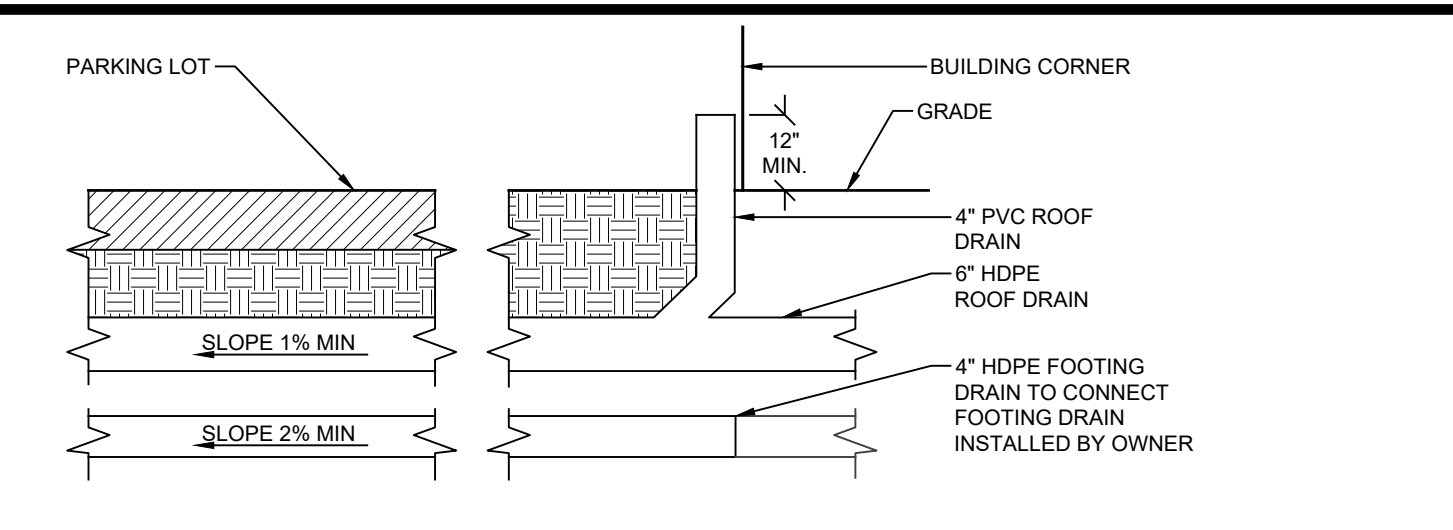 PARKING LOT
BUILDING CORNER
GRADE
12"
MIN.
4" PVC ROOF
DRAIN
6" HDPE
ROOF DRAIN
SLOPE 1% MIN
4" HDPE FOOTING
DRAIN TO CONNECT
FOOTING DRAIN
INSTALLED BY OWNER
SLOPE 2% MIN